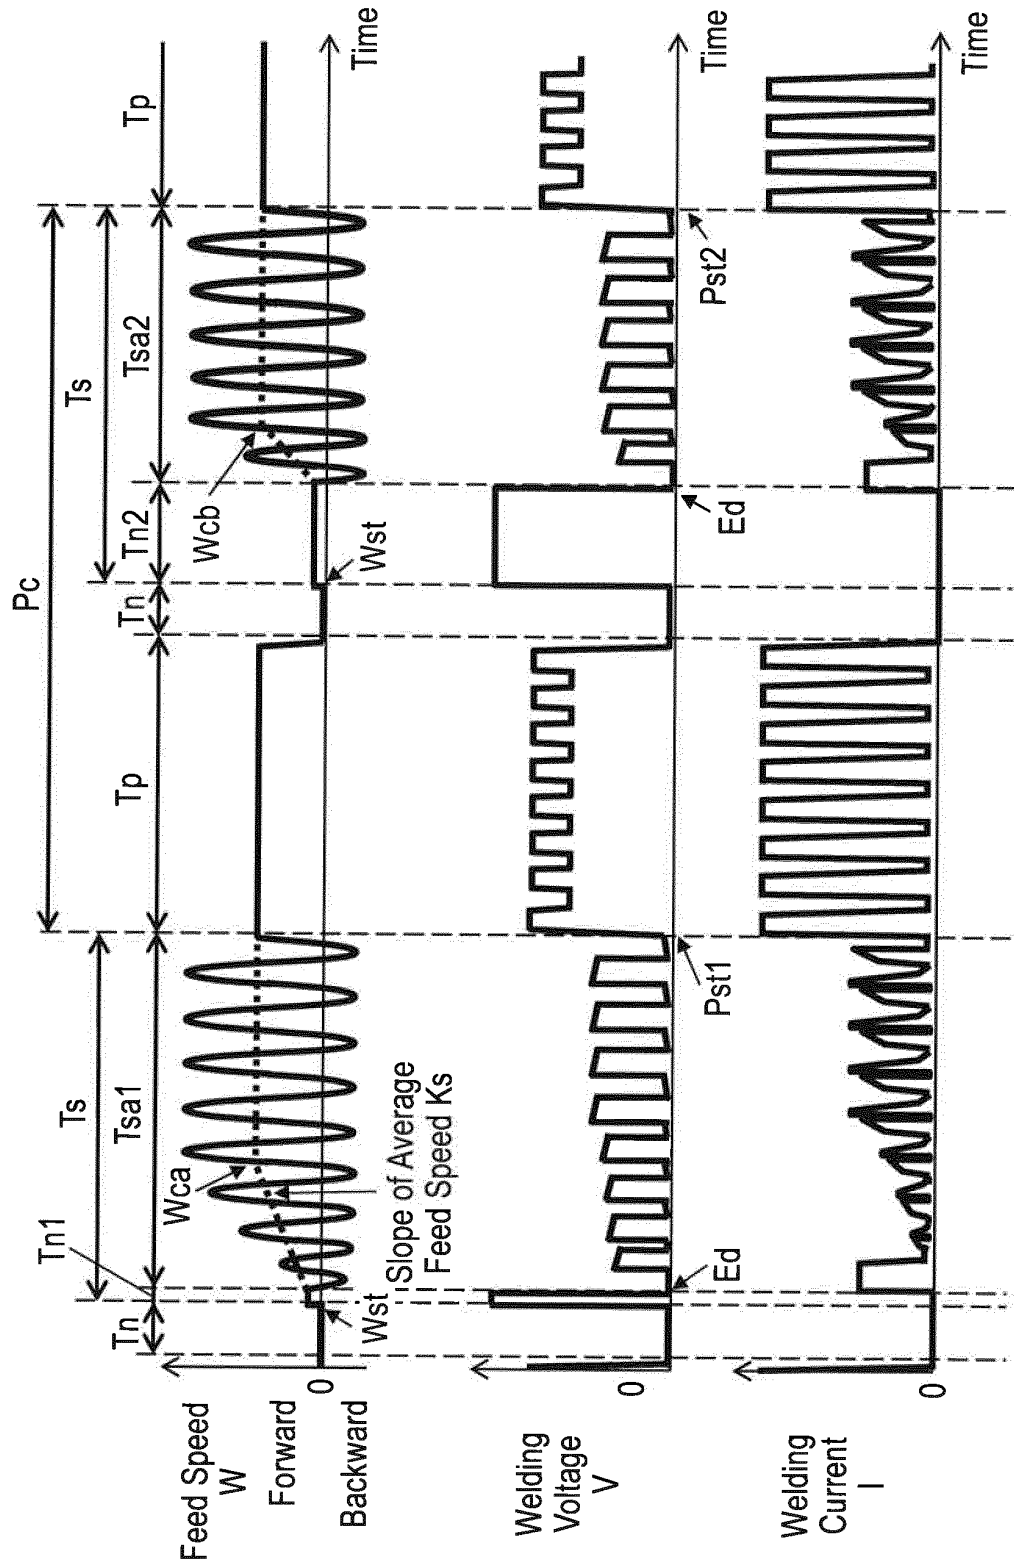 Pc
Ts
Ts
Tn
Tn1
Tsa1
Tp
Tn
Tn2
Tsa2
Tp
Feed Speed
W
Forward
0
Backward
Wst
Wca
Slope of Average
Feed Speed Ks
Wst
Wcb
Time
Welding
Voltage
V
0
Ed
Pst1
Ed
Pst2
Time
Welding
Current
I
0
Time